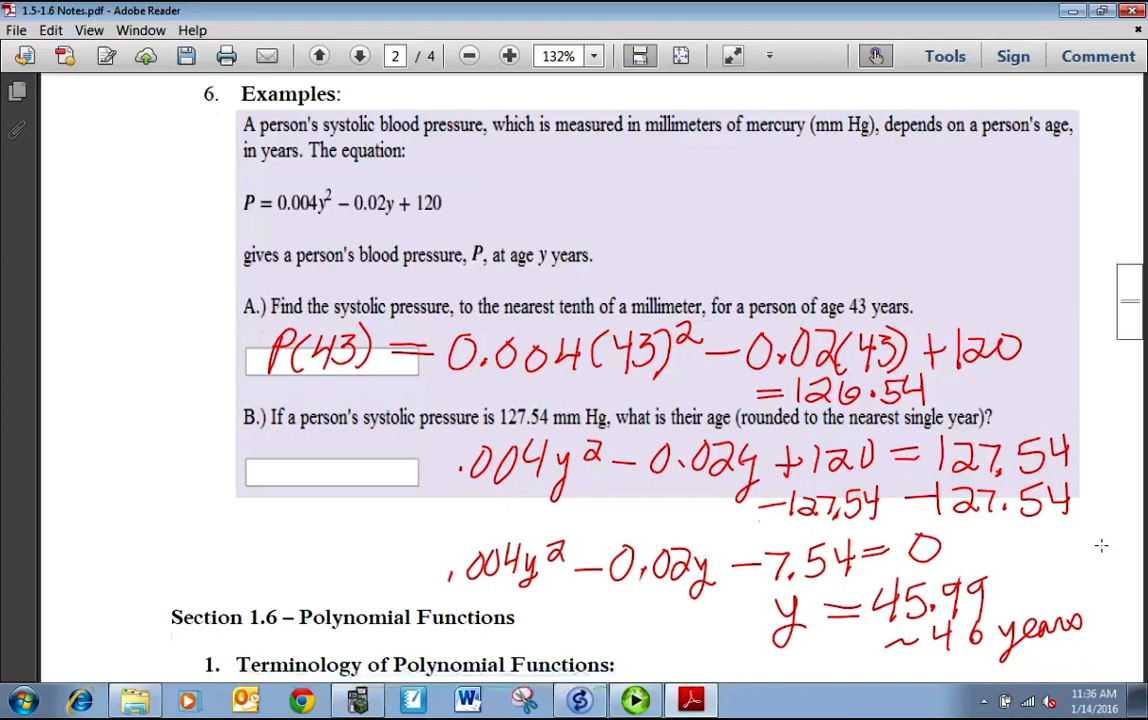 1.5-1.6 Notes.pdf - Adobe Reader
File Edit View Window Help
2 / 4 132% Tools Sign Comment
6. Examples:
A person's systolic blood pressure, which is measured in millimeters of mercury (mm Hg), depends on a person's age,
in years. The equation:
P = 0.004y² − 0.02y + 120
gives a person's blood pressure, P, at age y years.
A.) Find the systolic pressure, to the nearest tenth of a millimeter, for a person of age 43 years.
P(43) = 0.004(43)² − 0.02(43) + 120
= 126.54
B.) If a person's systolic pressure is 127.54 mm Hg, what is their age (rounded to the nearest single year)?
.004y² − 0.02y + 120 = 127.54
−127.54 −127.54
.004y² − 0.02y − 7.54 = 0
y = 45.99
~ 46 years
Section 1.6 – Polynomial Functions
1. Terminology of Polynomial Functions:
11:36 AM
1/14/2016